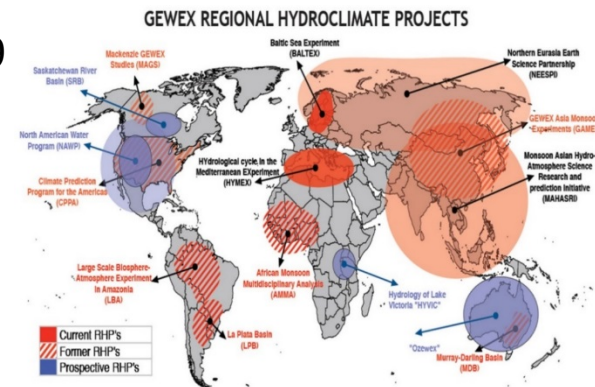 GEWEX REGIONAL HYDROCLIMATE PROJECTS
Baltic Sea Experiment
(BALTEX)
Mackenzie GEWEX
Studies (MAGS)
Northern Eurasia Earth
Science Partnership
(NEESPI)
Saskatchewan River
Basin (SRB)
GEWEX Asia Monsoo
Experiments (GAME
North American Water
Program (NAWP)
Monsoon Asian Hydro-
Atmosphere Science
Research and
prediction Initiative
(MAHASRI)
HYdrological cycle, in the
Mediterranean Experiment
(HYMEX)
Climate Prediction
Program for the Americas
(CPPA)
Large Scale Biosphere-
Atmosphere Experiment
in Amazonia
(LBA)
African Monsoon
Multidisciplinary Analysis
(AMMA)
Hydrology of Lake
Victoria "HYVIC"
La Plata Basin
(LPB)
"Ozewex"
Murray-Darling Basin
(MDB)
Current RHP's
Former RHP's
Prospective RHP's